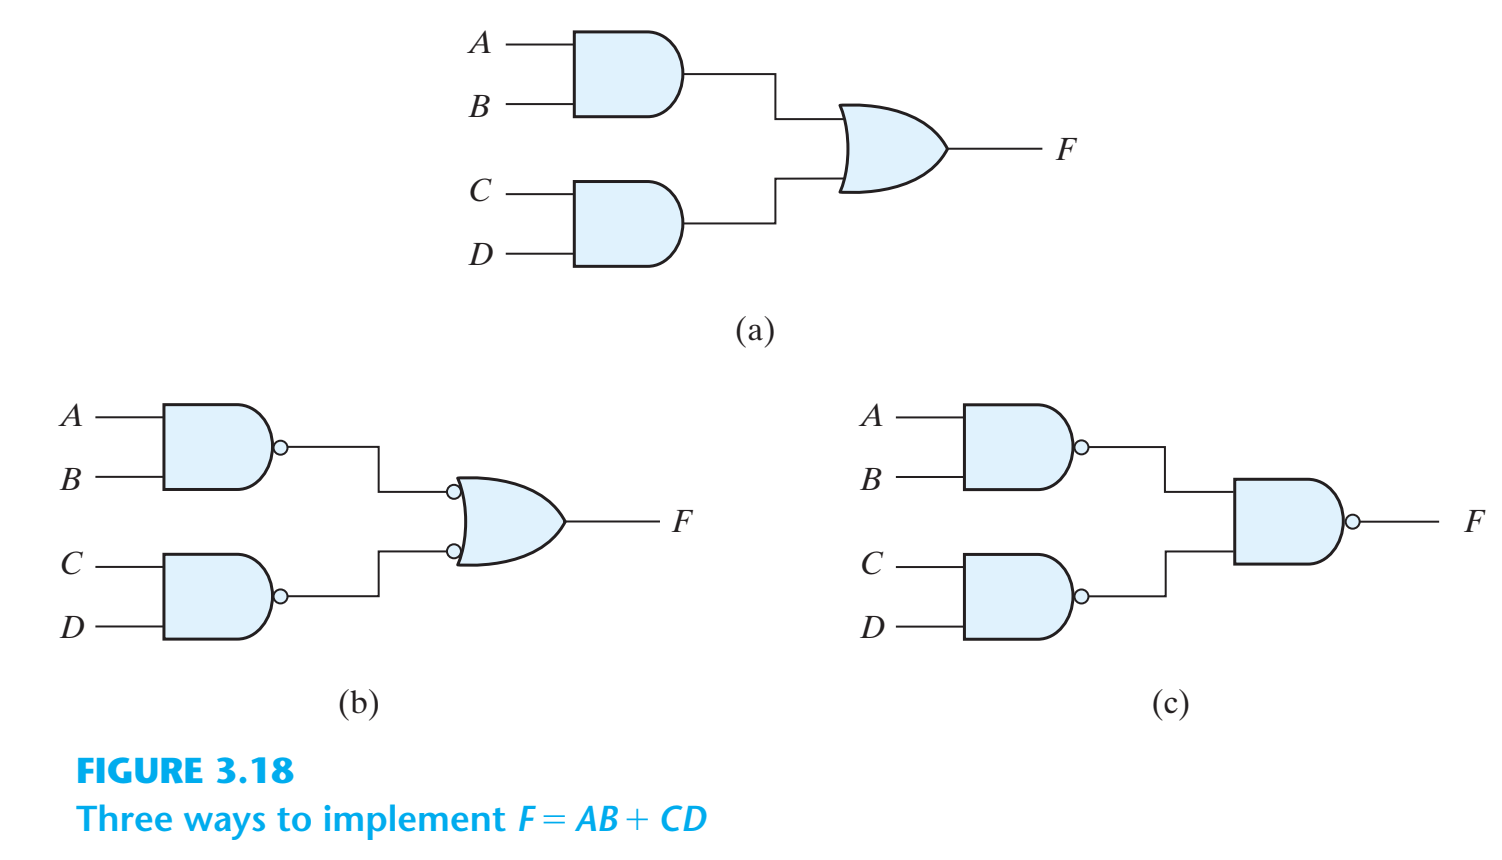 A
B
F
C
D
(a)
A
B
F
C
D
(b)
A
B
F
C
D
(c)
FIGURE 3.18
Three ways to implement F = AB + CD